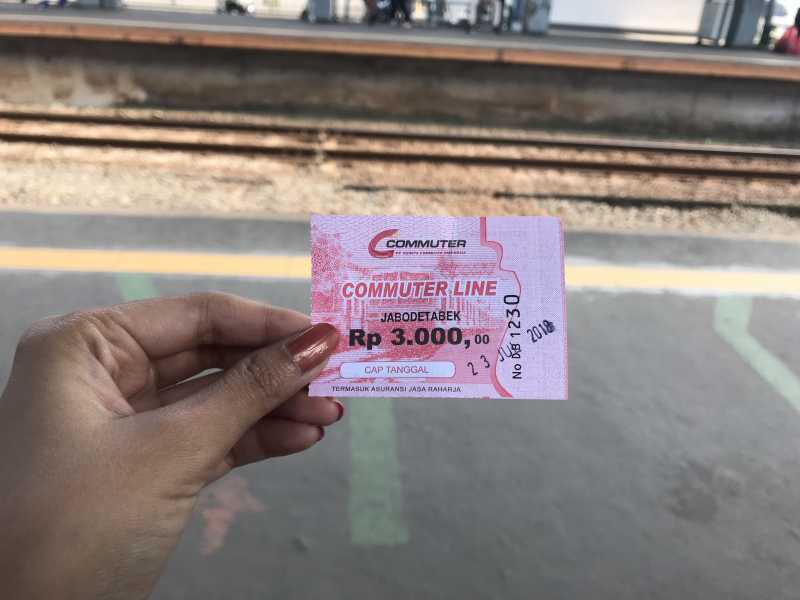 COMMUTER
PT KERETA COMMUTER INDONESIA
COMMUTER LINE
JABODETABEK
Rp 3.000,00
CAP TANGGAL
TERMASUK ASURANSI JASA RAHARJA
23 JUL 2018
No DB 1230